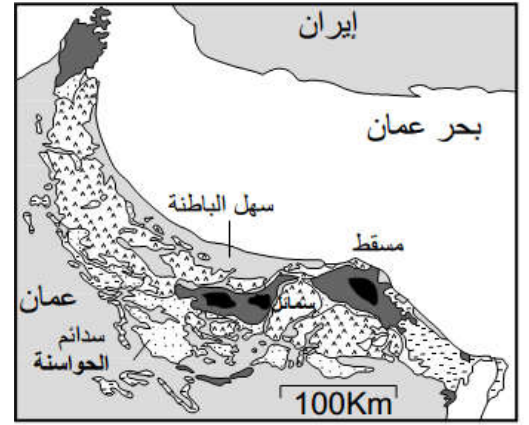 إيران
بحر عمان
سهل الباطنة
مسقط
سمائل
عمان
سدائم
الحواسنة
100Km